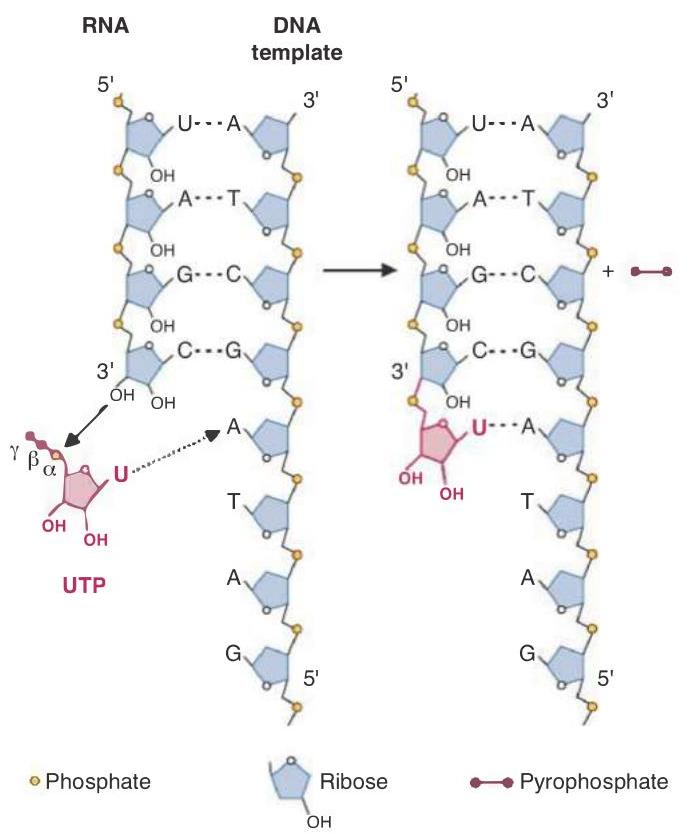 RNA
DNA
template
5'
3'
U---A
OH
A---T
OH
G---C
OH
C---G
3'
OH
OH
A
γ
β
α
U
OH
OH
UTP
T
A
G
5'
5'
3'
U---A
OH
A---T
OH
G---C
+
OH
C---G
3'
OH
U---A
OH
OH
T
A
G
5'
Phosphate
Ribose
OH
Pyrophosphate